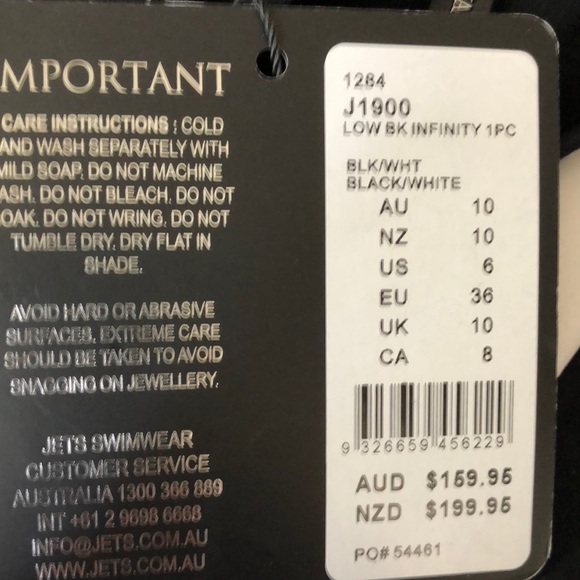 MPORTANT
CARE INSTRUCTIONS : COLD
AND WASH SEPARATELY WITH
MILD SOAP. DO NOT MACHINE
ASH. DO NOT BLEACH. DO NOT
OAK. DO NOT WRING. DO NOT
TUMBLE DRY. DRY FLAT IN
SHADE.
AVOID HARD OR ABRASIVE
SURFACES. EXTREME CARE
SHOULD BE TAKEN TO AVOID
SNAGGING ON JEWELLERY.
JETS SWIMWEAR
CUSTOMER SERVICE
AUSTRALIA 1300 366 889
INT +61 2 9698 6668
INFO@JETS.COM.AU
WWW.JETS.COM.AU
1284
J1900
LOW BK INFINITY 1PC
BLK/WHT
BLACK/WHITE
AU 10
NZ 10
US 6
EU 36
UK 10
CA 8
9 326659 456229
AUD $159.95
NZD $199.95
PO# 54461